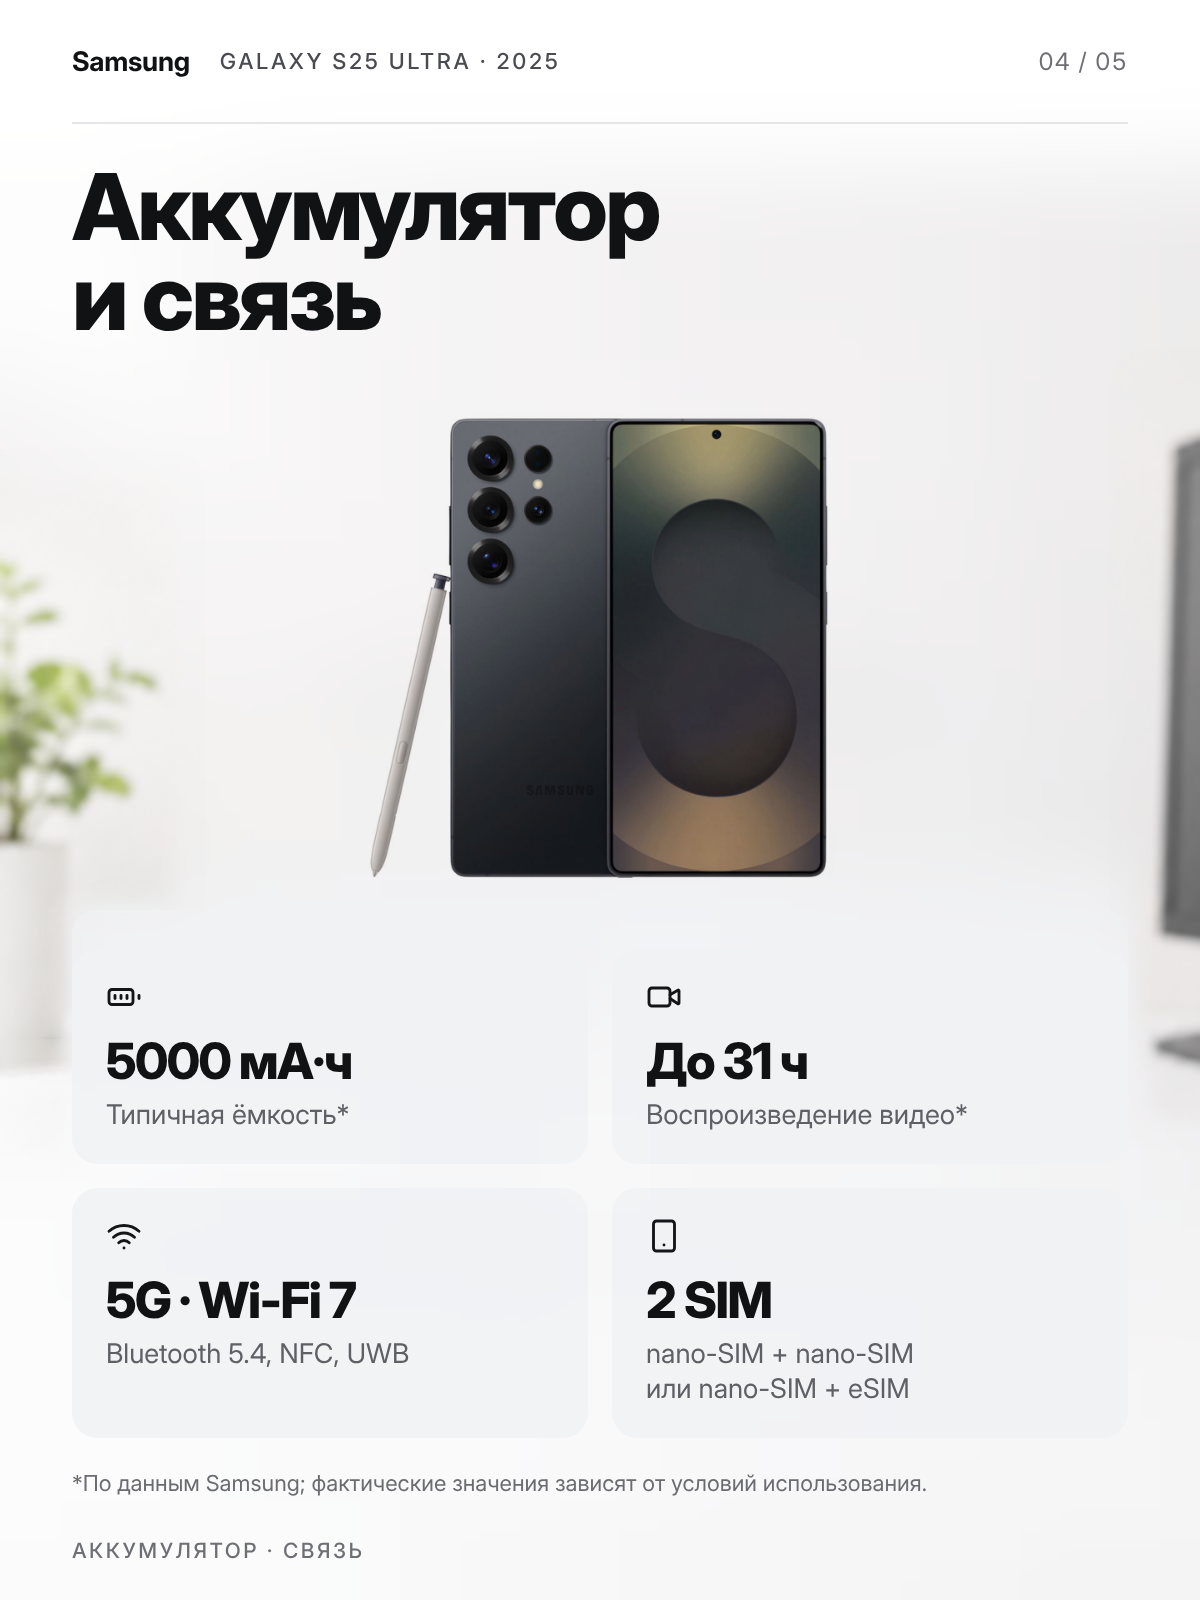 Samsung GALAXY S25 ULTRA · 2025 04 / 05
Аккумулятор
и связь
SAMSUNG
5000 мА·ч
Типичная ёмкость*
До 31 ч
Воспроизведение видео*
5G · Wi-Fi 7
Bluetooth 5.4, NFC, UWB
2 SIM
nano-SIM + nano-SIM
или nano-SIM + eSIM
*По данным Samsung; фактические значения зависят от условий использования.
АККУМУЛЯТОР · СВЯЗЬ